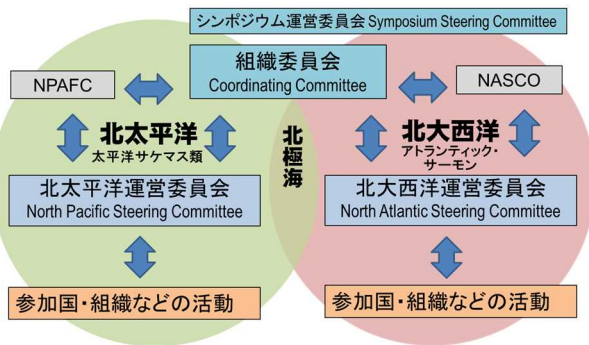 シンポジウム運営委員会 Symposium Steering Committee
組織委員会
Coordinating Committee
NPAFC
NASCO
北太平洋
太平洋サケマス類
北極海
北大西洋
アトランティック・
サーモン
北太平洋運営委員会
North Pacific Steering Committee
北大西洋運営委員会
North Atlantic Steering Committee
参加国・組織などの活動
参加国・組織などの活動